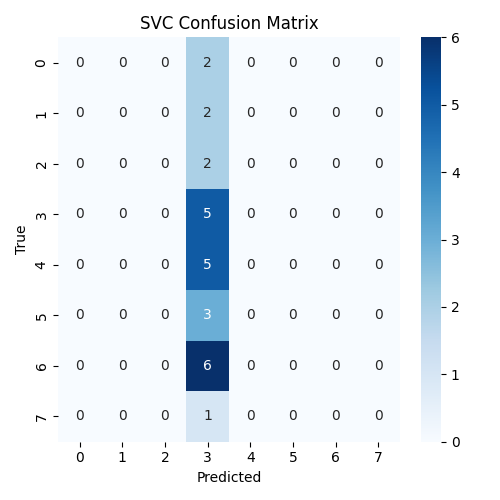 SVC Confusion Matrix
0 0 0 0 2 0 0 0 0
1 0 0 0 2 0 0 0 0
2 0 0 0 2 0 0 0 0
3 0 0 0 5 0 0 0 0
4 0 0 0 5 0 0 0 0
5 0 0 0 3 0 0 0 0
6 0 0 0 6 0 0 0 0
7 0 0 0 1 0 0 0 0
0 1 2 3 4 5 6 7
True
Predicted
6
5
4
3
2
1
0